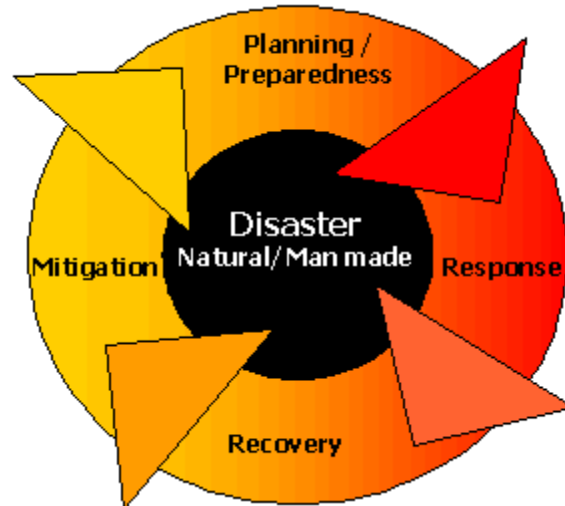 Planning /
Preparedness
Disaster
Natural/ Man made
Mitigation
Response
Recovery